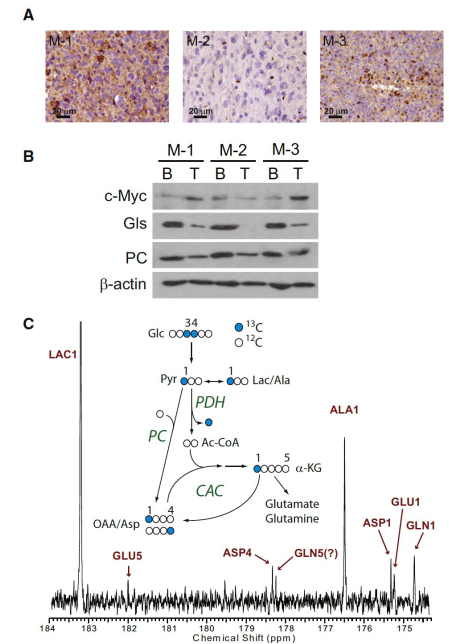 A
M-1
M-2
M-3
20 μm
20 μm
20 μm
B
M-1 M-2 M-3
B T B T B T
c-Myc
Gls
PC
β-actin
C
34
Glc
13C
12C
LAC1
1
Pyr
1
Lac/Ala
PDH
PC
Ac-CoA
ALA1
1 5
α-KG
CAC
1 4
OAA/Asp
Glutamate
Glutamine
GLU1
ASP1
GLN1
GLU5
ASP4
GLN5(?)
184 183 182 181 180 179 178 177 176 175
Chemical Shift (ppm)